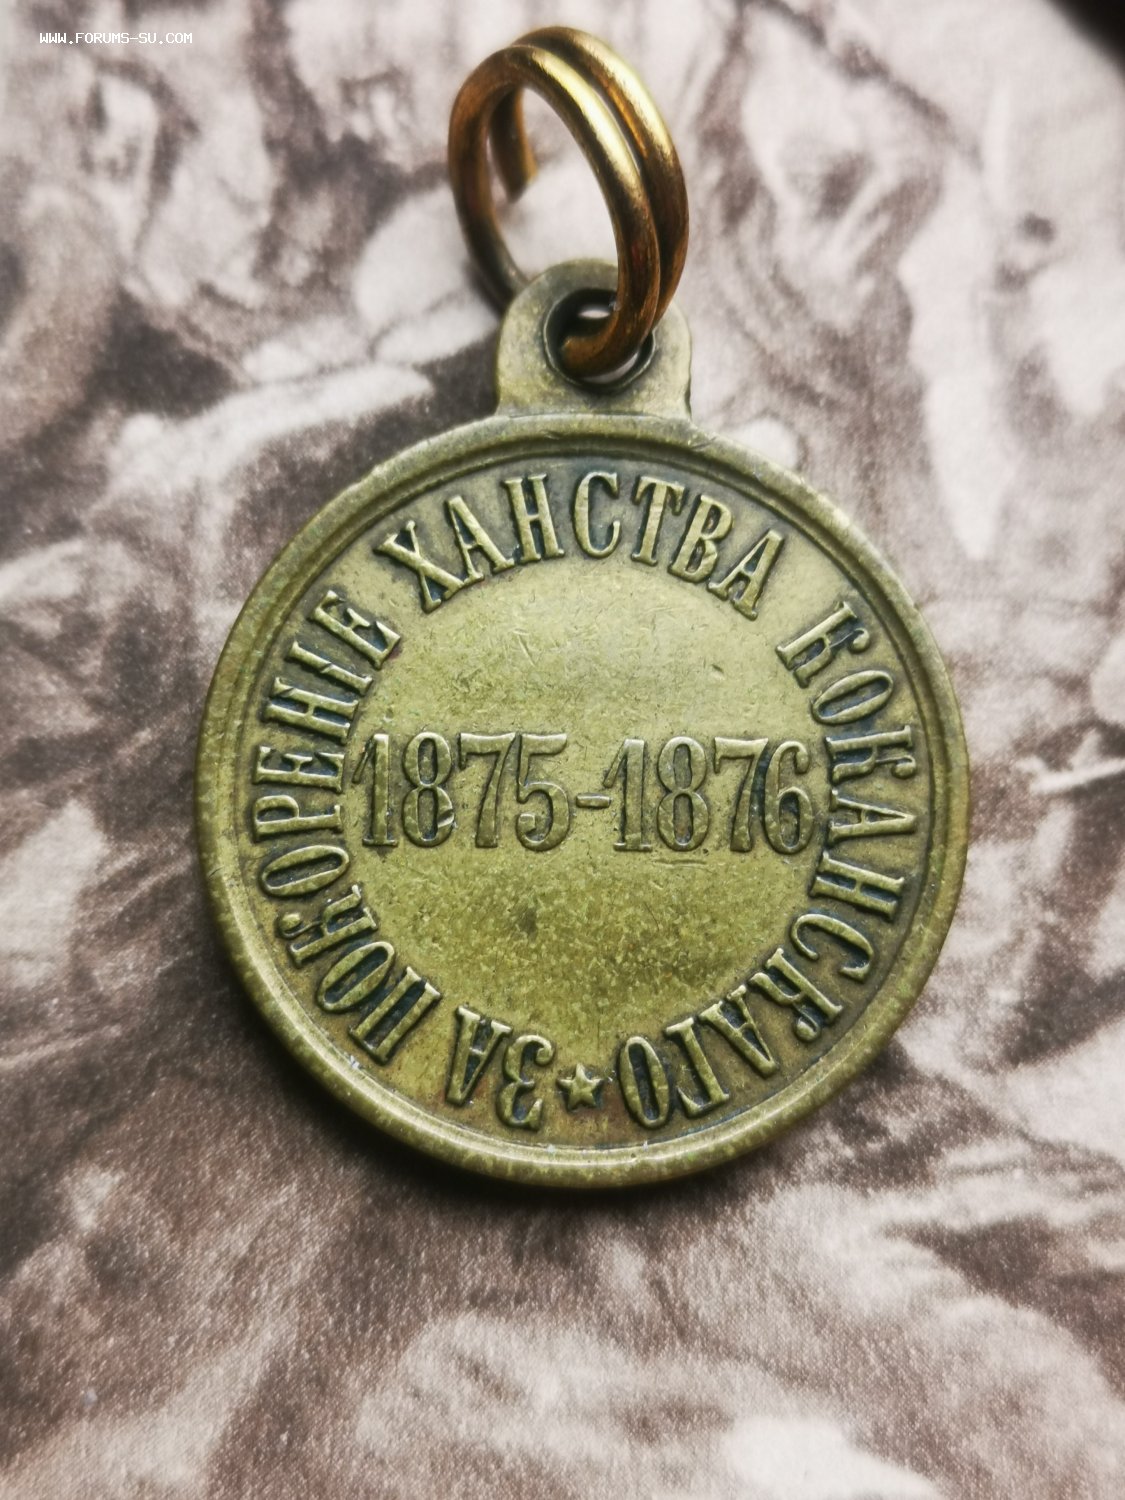 WWW.FORUMS-SU.COM
ЗА ПОКОРЕНІЕ ХАНСТВА КОКАНСКАГО
1875-1876